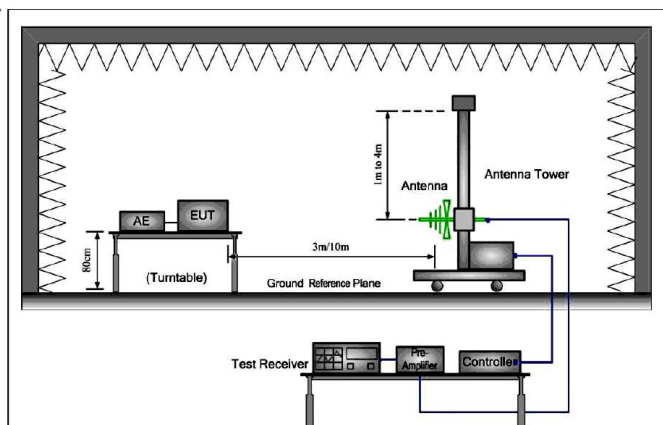 1m to 4m
Antenna
Antenna Tower
AE
EUT
3m/10m
80cm
(Turntable)
Ground Reference Plane
Test Receiver
Pre-
Amplifier
Controller